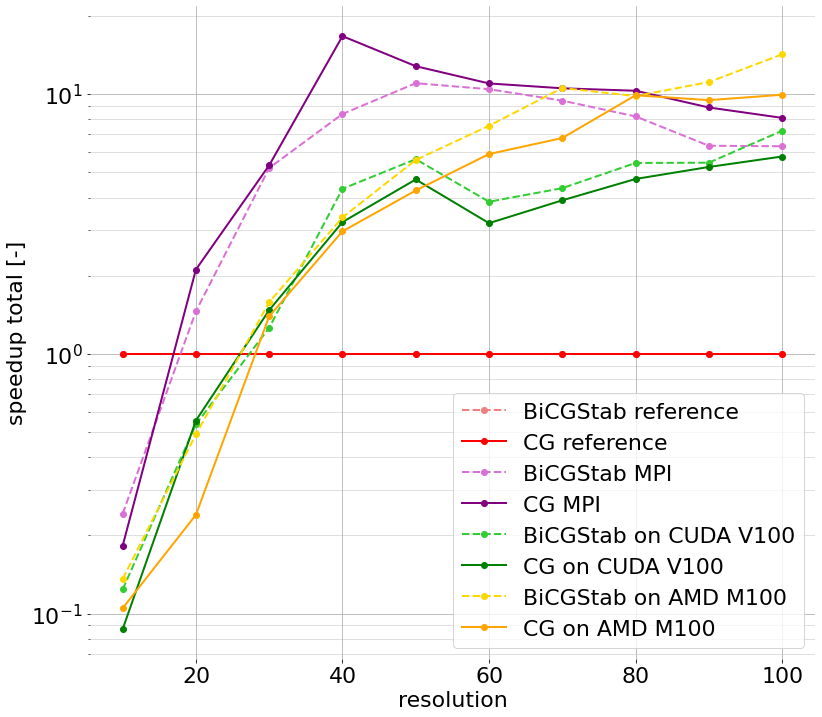 speedup total [-]
10¹
10⁰
10⁻¹
20
40
60
80
100
resolution
BiCGStab reference
CG reference
BiCGStab MPI
CG MPI
BiCGStab on CUDA V100
CG on CUDA V100
BiCGStab on AMD M100
CG on AMD M100